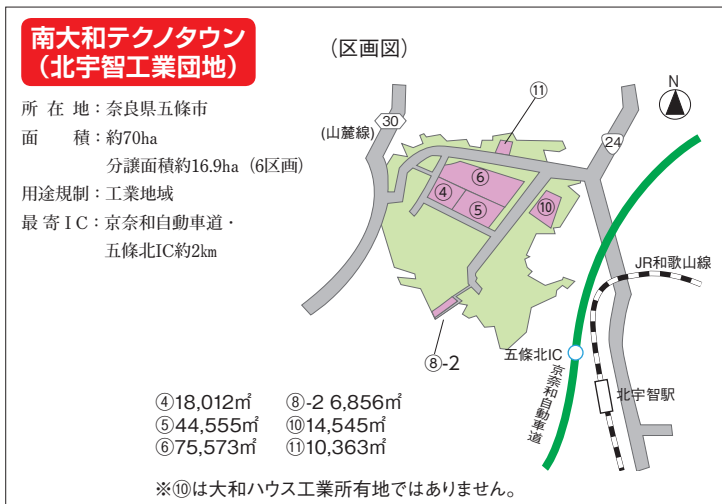 南大和テクノタウン
（北宇智工業団地）
（区画図）
所在地：奈良県五條市
面積：約70ha
分譲面積約16.9ha（6区画）
用途規制：工業地域
最寄IC：京奈和自動車道・
五條北IC約2㎞
N
⑪
30
(山麓線)
24
⑥
④
⑤
⑩
JR和歌山線
⑧-2
五條北IC
京奈和自動車道
北宇智駅
④18,012㎡ ⑧-2 6,856㎡
⑤44,555㎡ ⑩14,545㎡
⑥75,573㎡ ⑪10,363㎡
※⑩は大和ハウス工業所有地ではありません。